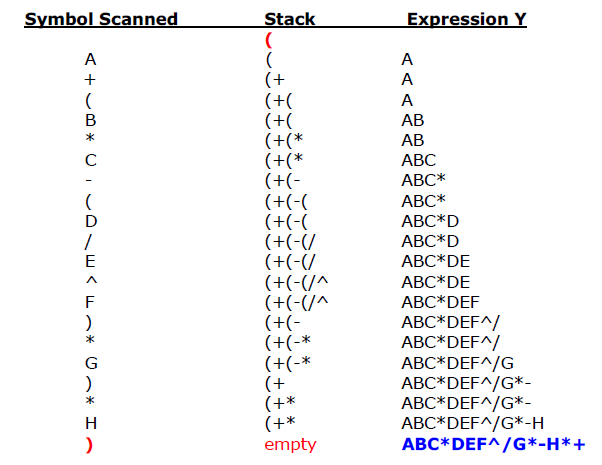 Symbol Scanned Stack Expression Y
(
A ( A
+ (+ A
( (+( A
B (+( AB
* (+(* AB
C (+(* ABC
- (+(- ABC*
( (+(-( ABC*
D (+(-( ABC*D
/ (+(-(/ ABC*D
E (+(-(/ ABC*DE
^ (+(-(/^ ABC*DE
F (+(-(/^ ABC*DEF
) (+(- ABC*DEF^/
* (+(-* ABC*DEF^/
G (+(-* ABC*DEF^/G
) (+ ABC*DEF^/G*-
* (+* ABC*DEF^/G*-
H (+* ABC*DEF^/G*-H
) empty ABC*DEF^/G*-H*+